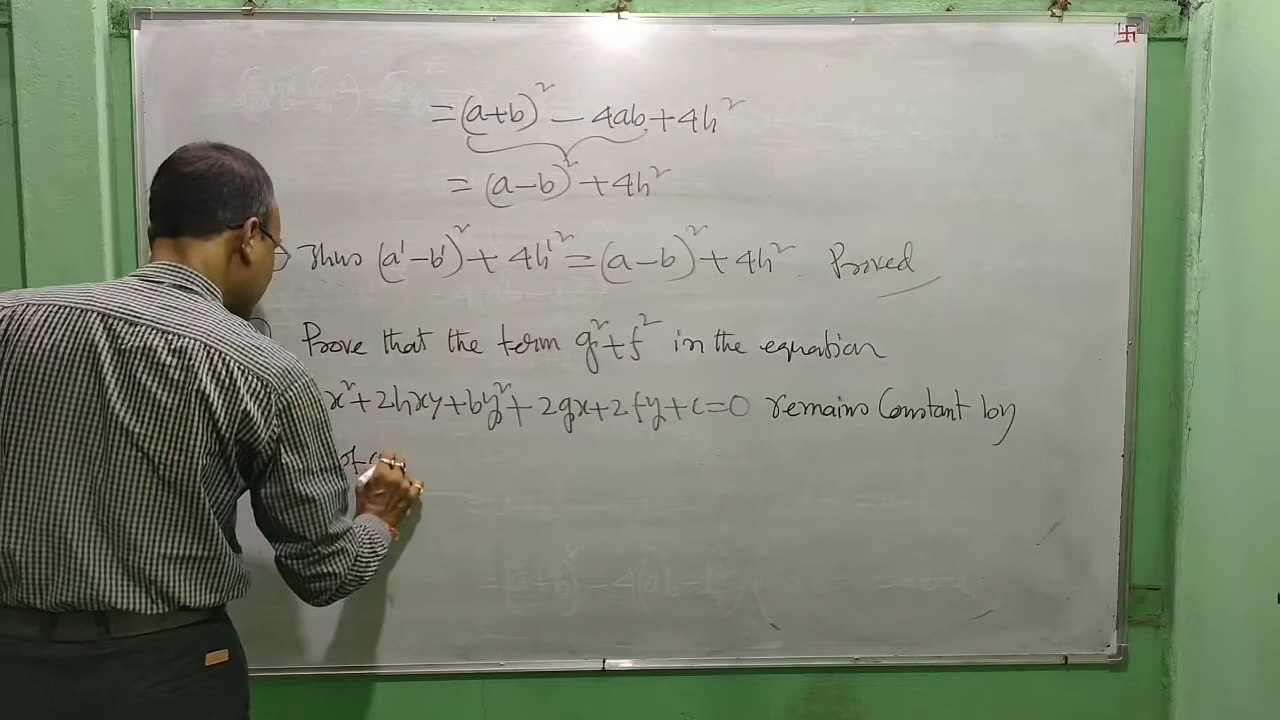 = (a+b)² − 4ab + 4h²
= (a−b)² + 4h²
Thus (a'−b')² + 4h'² = (a−b)² + 4h² Proved
Prove that the term g²+f² in the equation
x²+2hxy+by²+2gx+2fy+c=0 remains Constant by
of